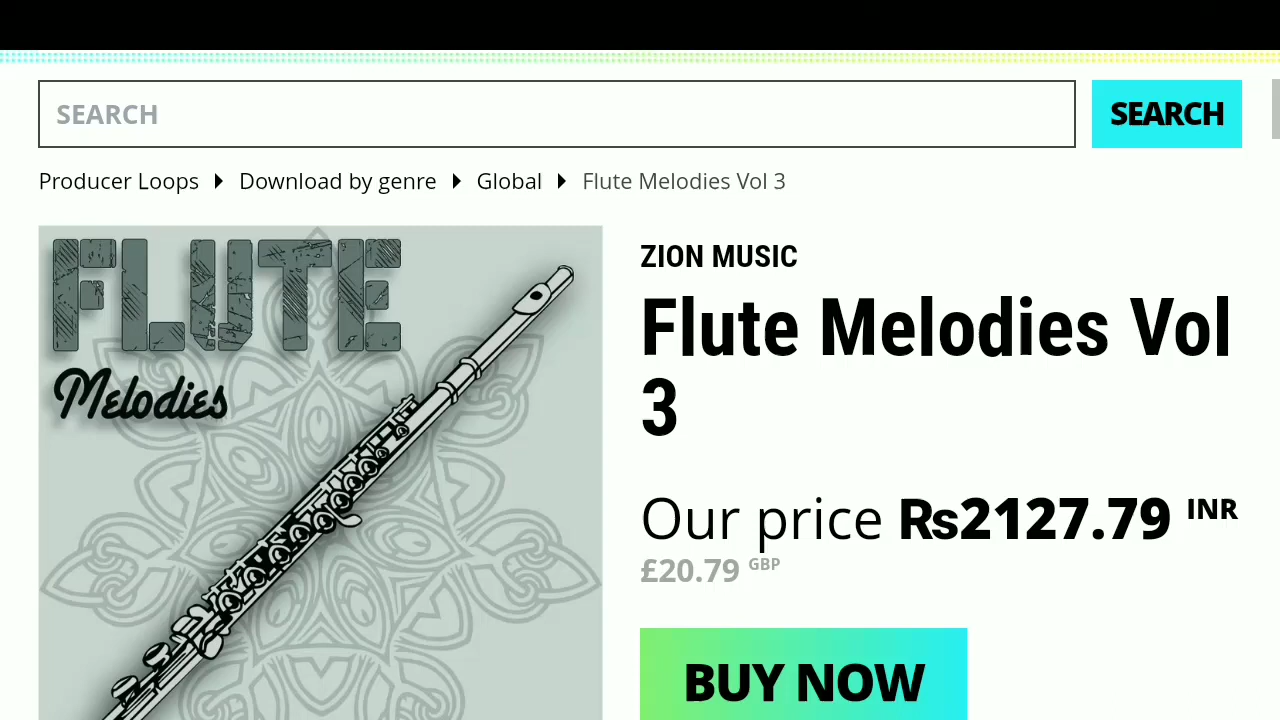 SEARCH
SEARCH
Producer Loops
Download by genre
Global
Flute Melodies Vol 3
FLUTE
Melodies
ZION MUSIC
Flute Melodies Vol
3
Our price ₨2127.79 INR
£20.79 GBP
BUY NOW